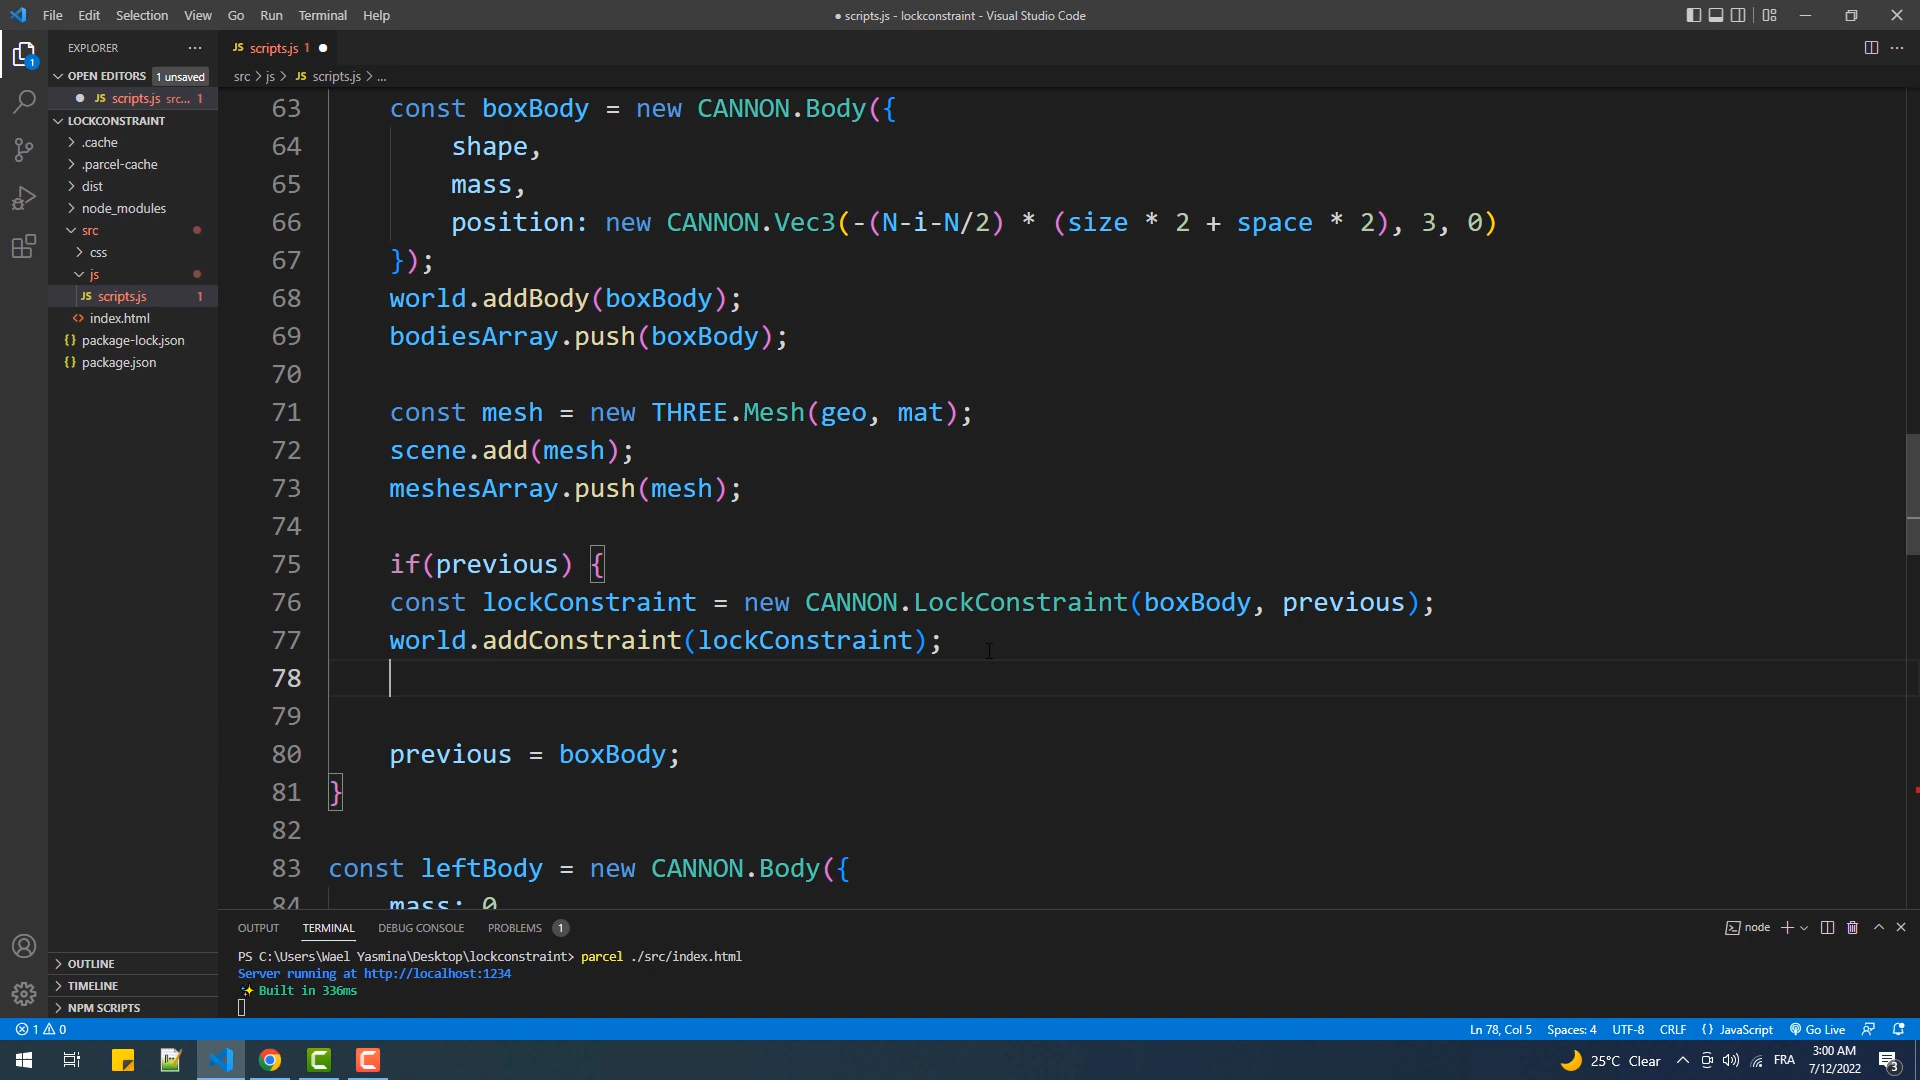 File Edit Selection View Go Run Terminal Help
● scripts.js - lockconstraint - Visual Studio Code
EXPLORER
OPEN EDITORS 1 unsaved
JS scripts.js src... 1
LOCKCONSTRAINT
.cache
.parcel-cache
dist
node_modules
src
css
js
JS scripts.js 1
<> index.html
{} package-lock.json
{} package.json
OUTLINE
TIMELINE
NPM SCRIPTS
JS scripts.js 1 ●
src > js > JS scripts.js > ...
63 const boxBody = new CANNON.Body({
64 shape,
65 mass,
66 position: new CANNON.Vec3(-(N-i-N/2) * (size * 2 + space * 2), 3, 0)
67 });
68 world.addBody(boxBody);
69 bodiesArray.push(boxBody);
70
71 const mesh = new THREE.Mesh(geo, mat);
72 scene.add(mesh);
73 meshesArray.push(mesh);
74
75 if(previous) {
76 const lockConstraint = new CANNON.LockConstraint(boxBody, previous);
77 world.addConstraint(lockConstraint);
78
79
80 previous = boxBody;
81 }
82
83 const leftBody = new CANNON.Body({
84 mass: 0
OUTPUT TERMINAL DEBUG CONSOLE PROBLEMS 1
node
PS C:\Users\Wael Yasmina\Desktop\lockconstraint> parcel ./src/index.html
Server running at http://localhost:1234
✨ Built in 336ms
1 0
Ln 78, Col 5 Spaces: 4 UTF-8 CRLF {} JavaScript Go Live
25°C Clear FRA 3:00 AM
7/12/2022
3